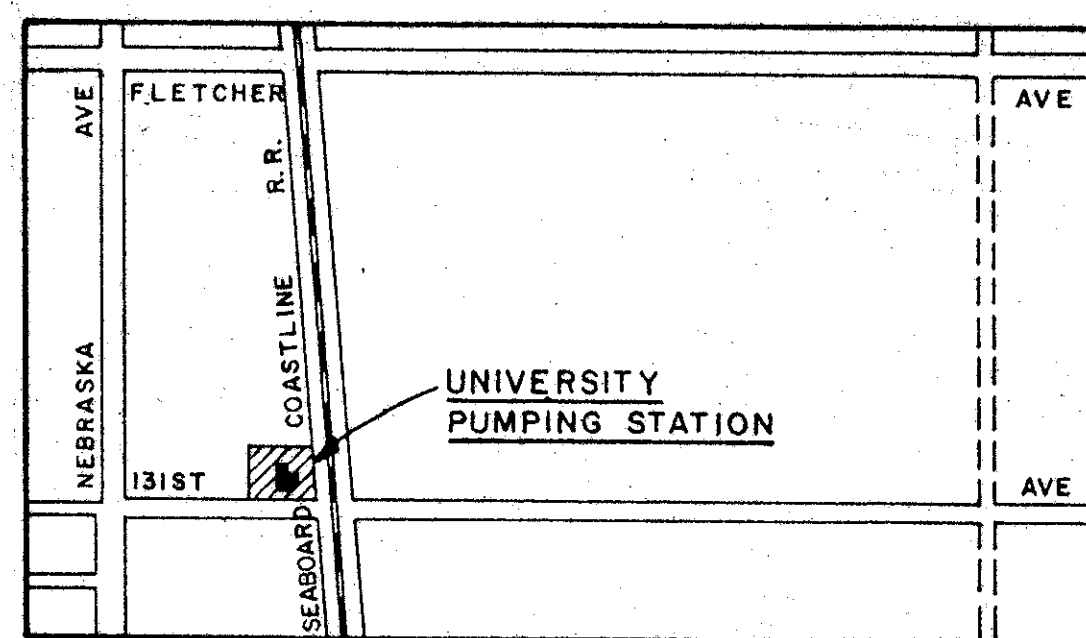 FLETCHER AVE
NEBRASKA AVE
SEABOARD COASTLINE R.R.
UNIVERSITY
PUMPING STATION
131ST AVE